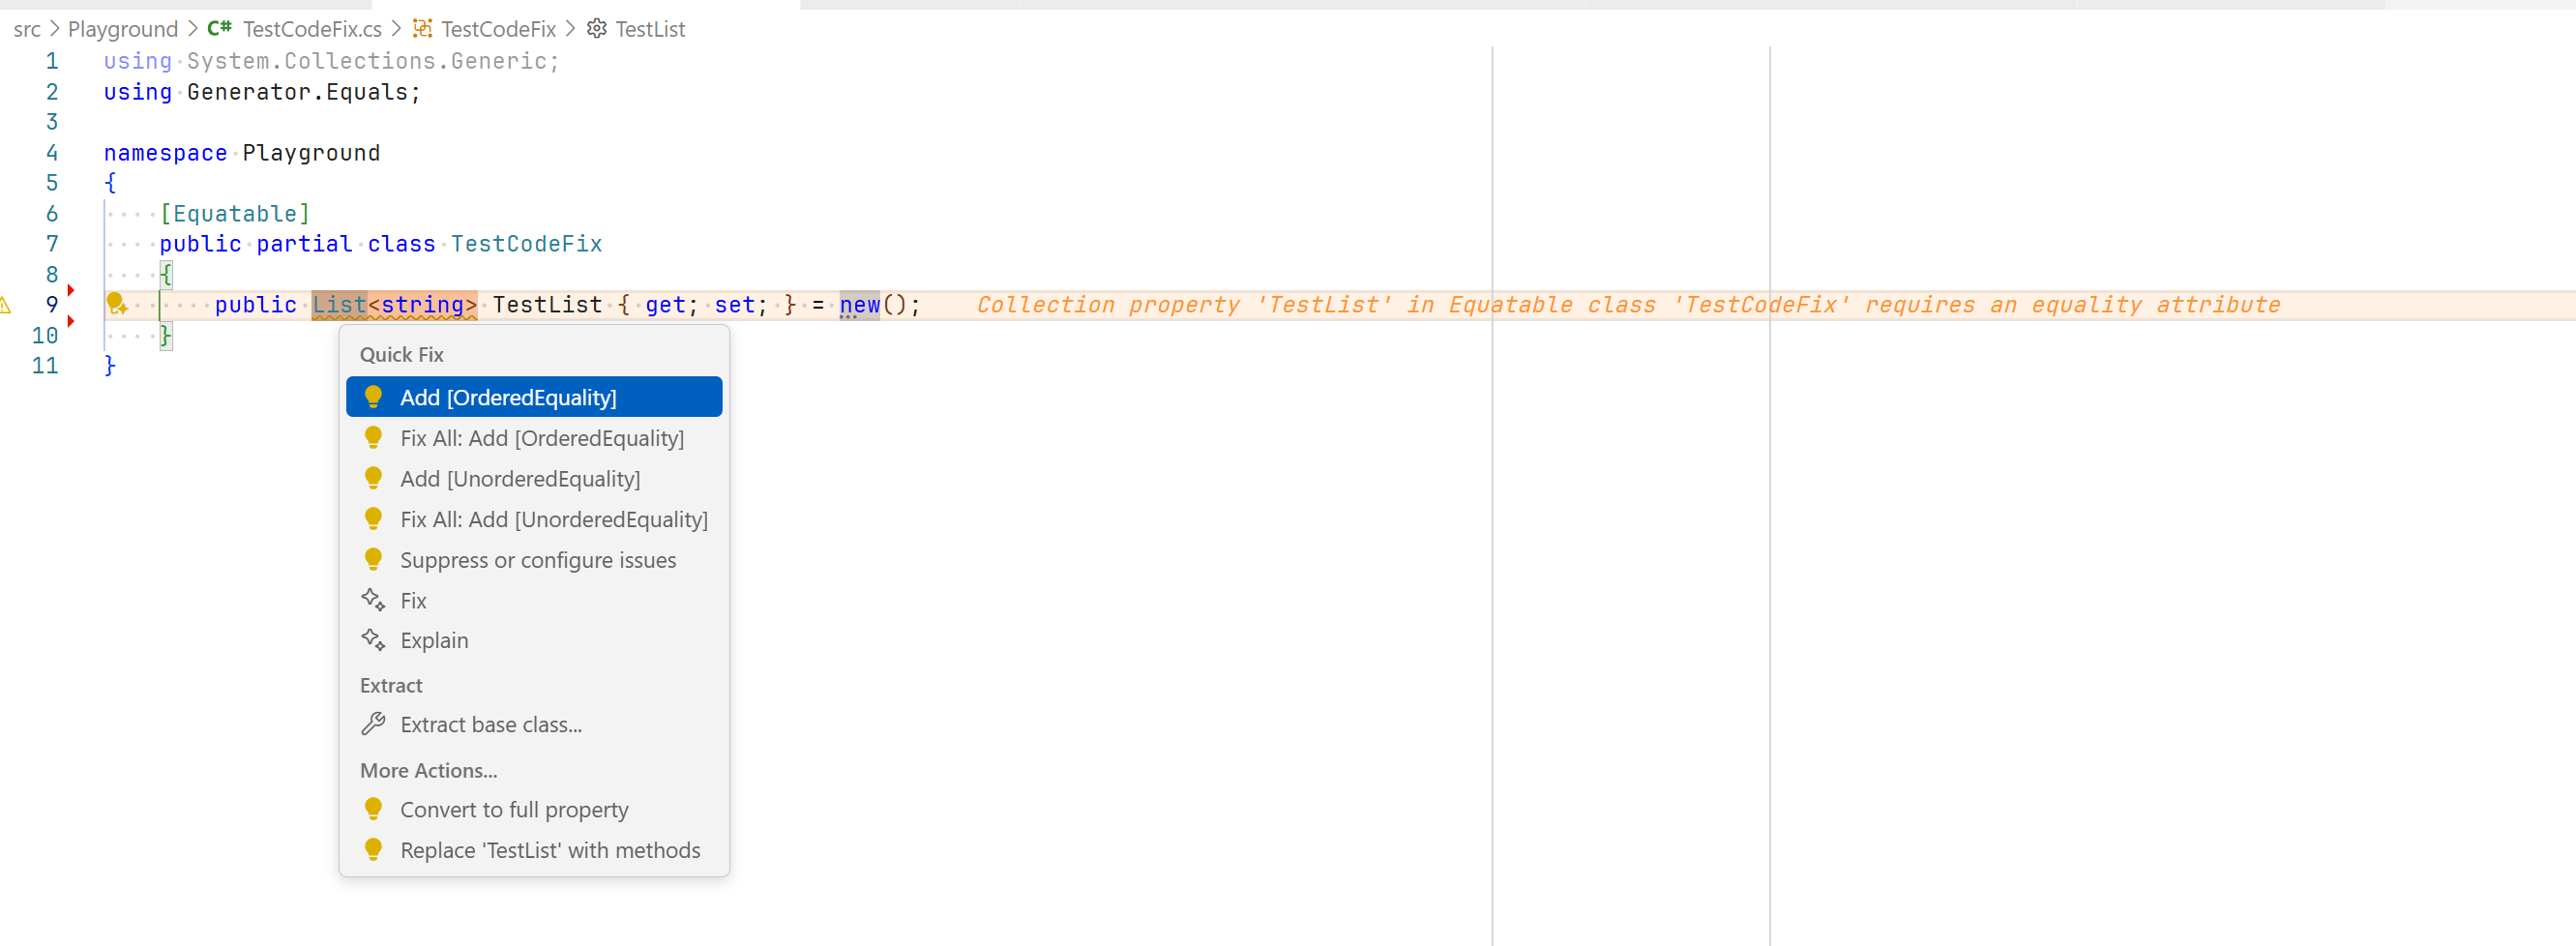 src > Playground > C# TestCodeFix.cs > TestCodeFix > TestList
1 using System.Collections.Generic;
2 using Generator.Equals;
3
4 namespace Playground
5 {
6 [Equatable]
7 public partial class TestCodeFix
8 {
9 public List<string> TestList { get; set; } = new(); Collection property 'TestList' in Equatable class 'TestCodeFix' requires an equality attribute
10 }
11 }
Quick Fix
Add [OrderedEquality]
Fix All: Add [OrderedEquality]
Add [UnorderedEquality]
Fix All: Add [UnorderedEquality]
Suppress or configure issues
Fix
Explain
Extract
Extract base class...
More Actions...
Convert to full property
Replace 'TestList' with methods